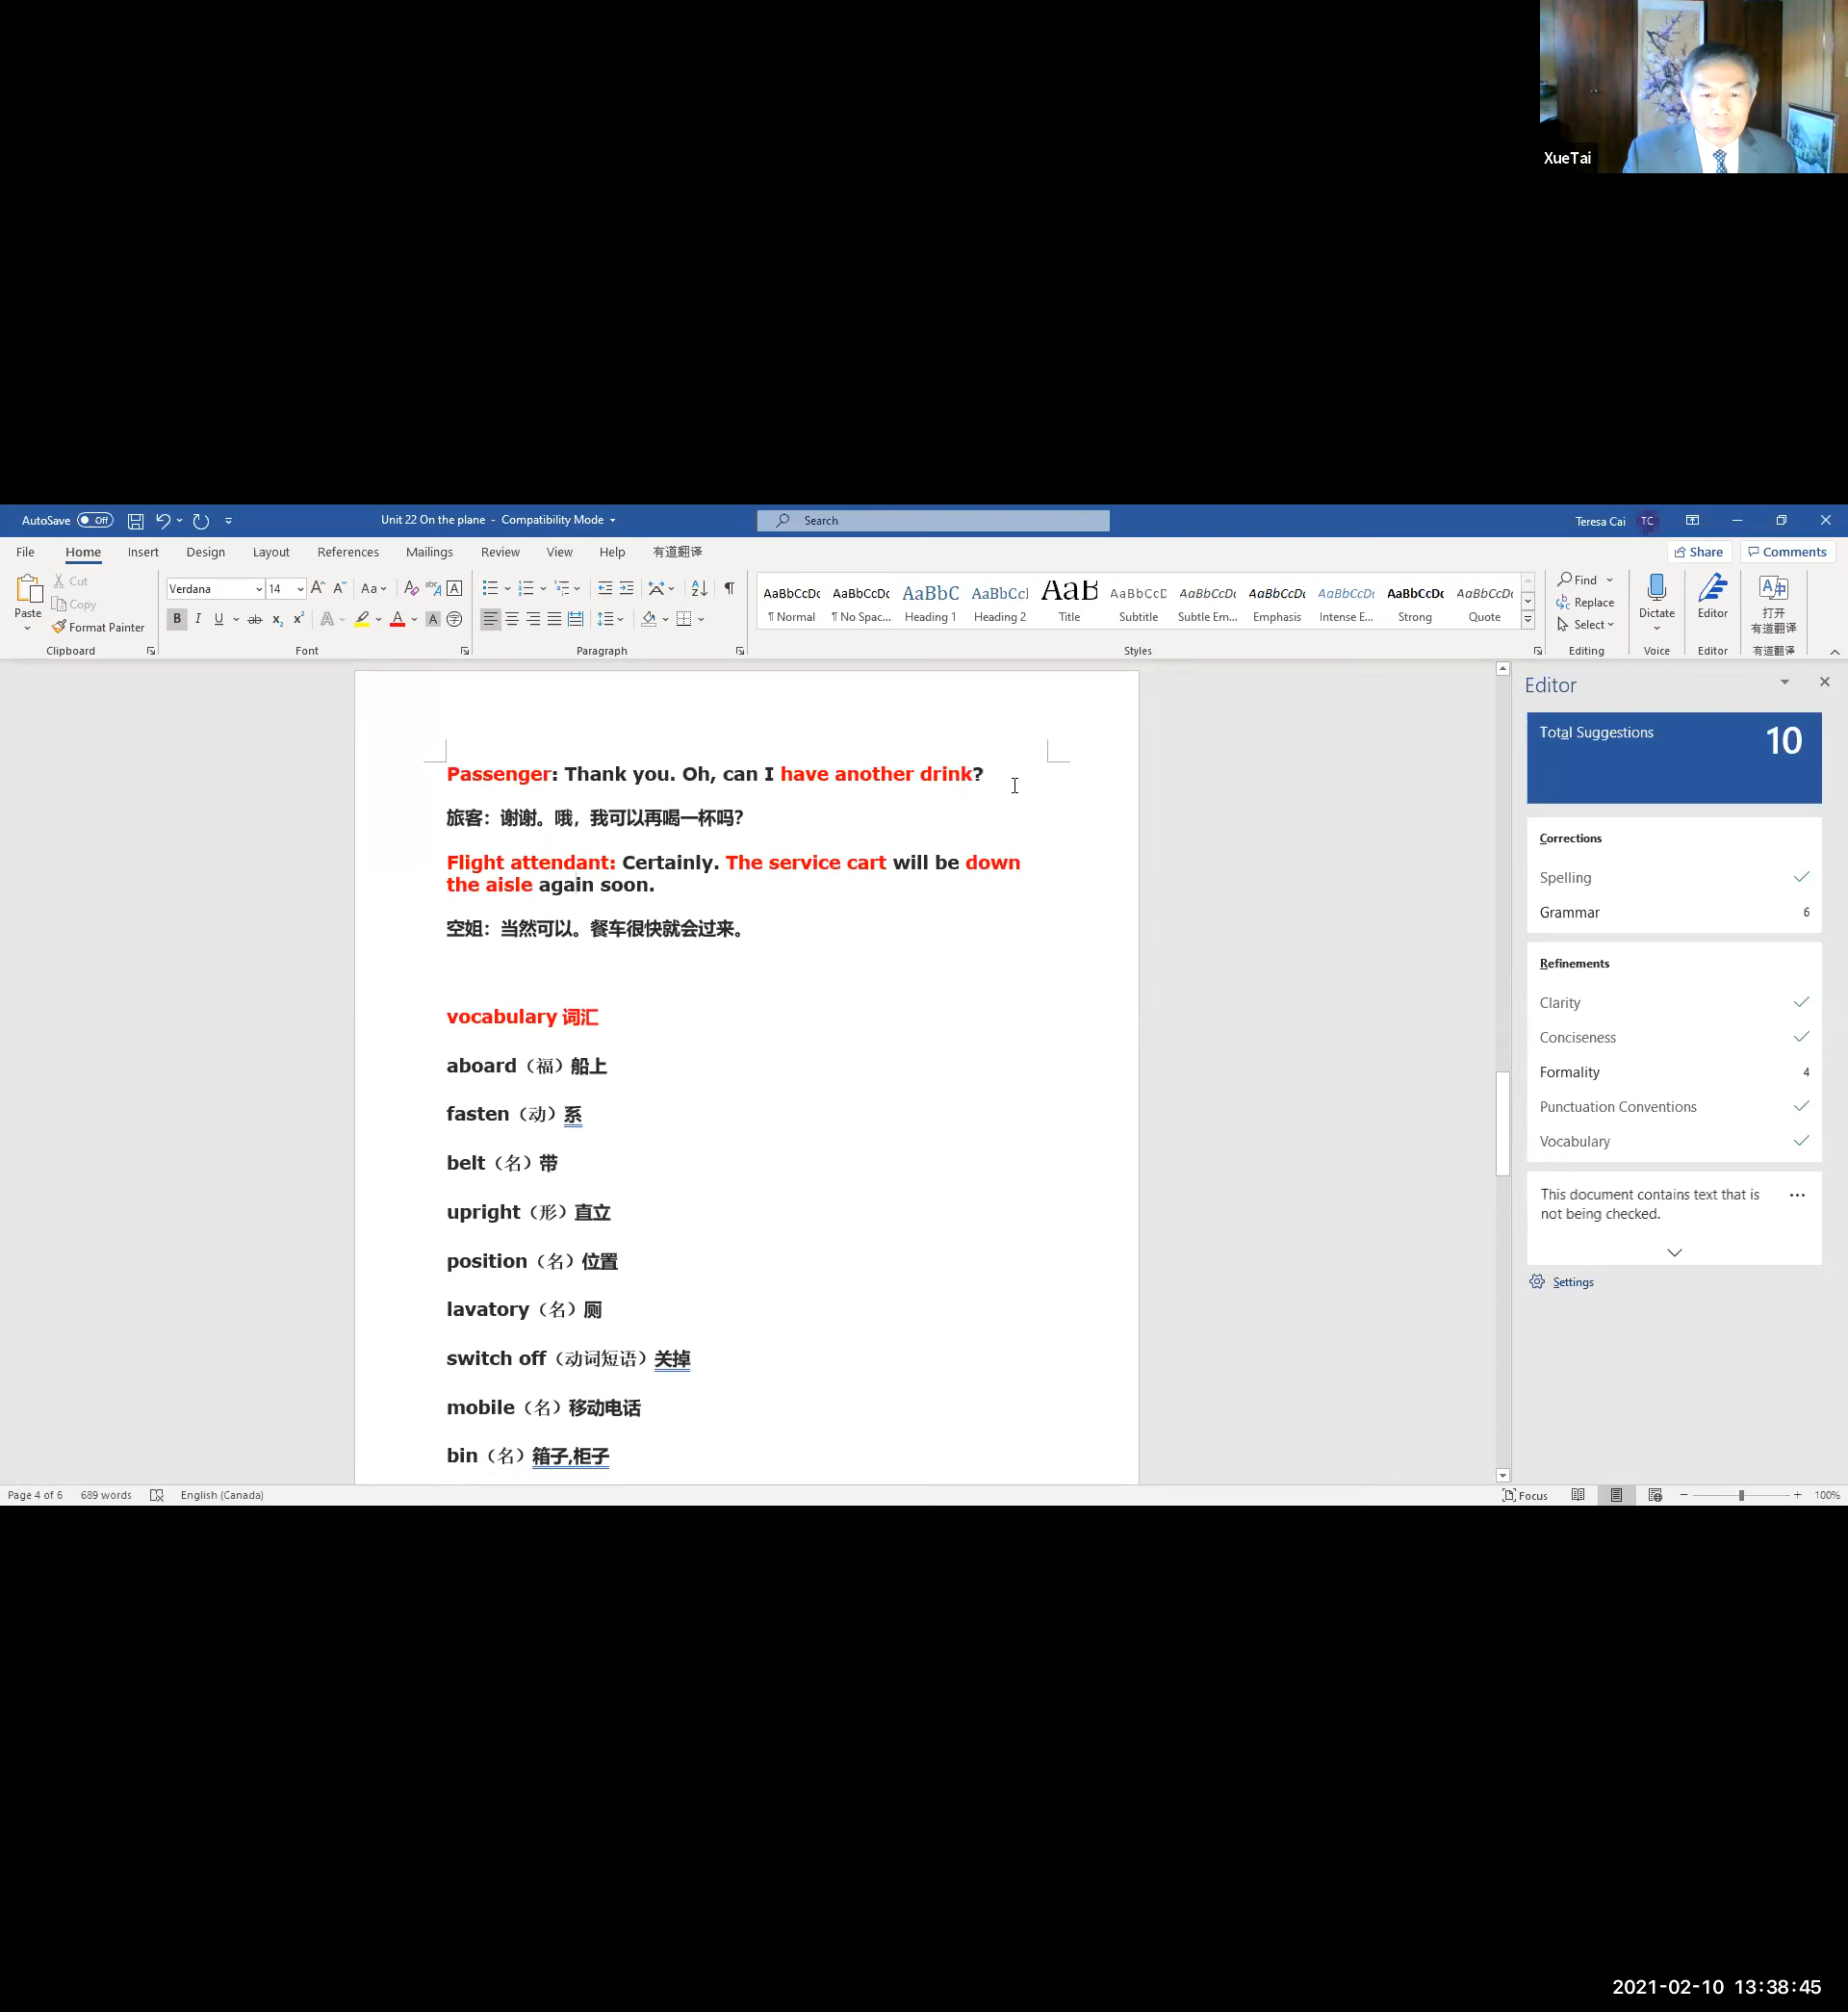 XueTai
AutoSave Off
Unit 22 On the plane - Compatibility Mode
Search
Teresa Cai TC
File Home Insert Design Layout References Mailings Review View Help 有道翻译
Share Comments
Paste
Cut
Copy
Format Painter
Clipboard
Verdana 14
Font
Paragraph
AaBbCcDc AaBbCcDc AaBbC AaBbCcI AaB AaBbCcD AaBbCcDc AaBbCcDc AaBbCcDc AaBbCcDc AaBbCcDc
¶ Normal ¶ No Spac... Heading 1 Heading 2 Title Subtitle Subtle Em... Emphasis Intense E... Strong Quote
Styles
Find
Replace
Select
Editing
Dictate
Voice
Editor
Editor
打开
有道翻译
有道翻译
Passenger: Thank you. Oh, can I have another drink?
旅客：谢谢。哦，我可以再喝一杯吗？
Flight attendant: Certainly. The service cart will be down
the aisle again soon.
空姐：当然可以。餐车很快就会过来。
vocabulary 词汇
aboard（福）船上
fasten（动）系
belt（名）带
upright（形）直立
position（名）位置
lavatory（名）厕
switch off（动词短语）关掉
mobile（名）移动电话
bin（名）箱子,柜子
Editor
Total Suggestions 10
Corrections
Spelling
Grammar 6
Refinements
Clarity
Conciseness
Formality 4
Punctuation Conventions
Vocabulary
This document contains text that is
not being checked.
Settings
Page 4 of 6 689 words English (Canada)
Focus 100%
2021-02-10 13:38:45